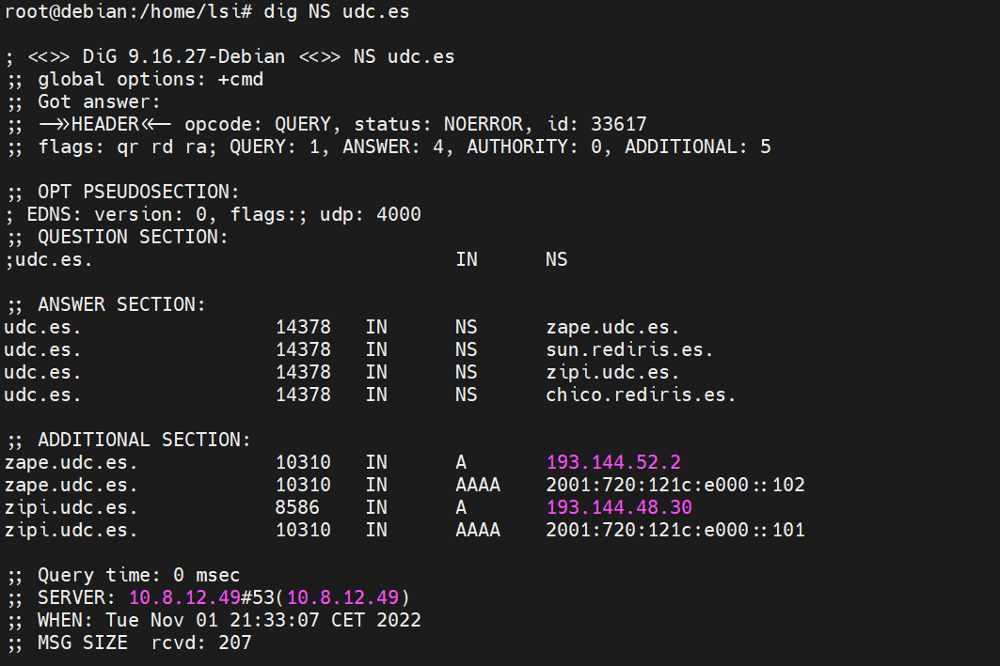 root@debian:/home/lsi# dig NS udc.es
; <<>> DiG 9.16.27-Debian <<>> NS udc.es
;; global options: +cmd
;; Got answer:
;; ->>HEADER<<- opcode: QUERY, status: NOERROR, id: 33617
;; flags: qr rd ra; QUERY: 1, ANSWER: 4, AUTHORITY: 0, ADDITIONAL: 5
;; OPT PSEUDOSECTION:
; EDNS: version: 0, flags:; udp: 4000
;; QUESTION SECTION:
;udc.es. IN NS
;; ANSWER SECTION:
udc.es. 14378 IN NS zape.udc.es.
udc.es. 14378 IN NS sun.rediris.es.
udc.es. 14378 IN NS zipi.udc.es.
udc.es. 14378 IN NS chico.rediris.es.
;; ADDITIONAL SECTION:
zape.udc.es. 10310 IN A 193.144.52.2
zape.udc.es. 10310 IN AAAA 2001:720:121c:e000::102
zipi.udc.es. 8586 IN A 193.144.48.30
zipi.udc.es. 10310 IN AAAA 2001:720:121c:e000::101
;; Query time: 0 msec
;; SERVER: 10.8.12.49#53(10.8.12.49)
;; WHEN: Tue Nov 01 21:33:07 CET 2022
;; MSG SIZE rcvd: 207